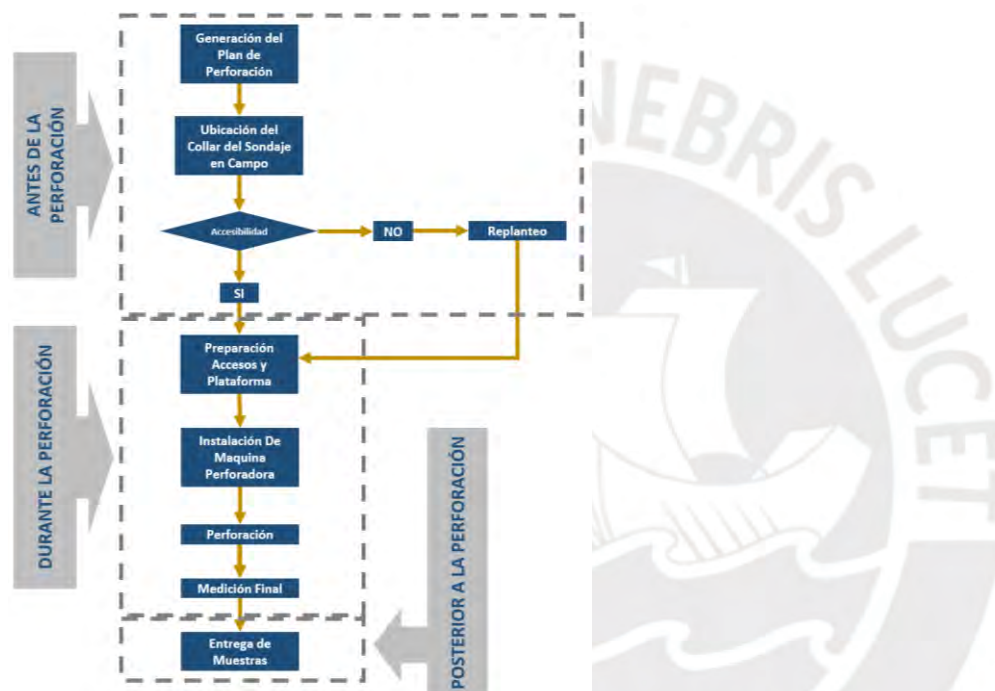 Generación del
Plan de
Perforación
ANTES DE LA
PERFORACIÓN
Ubicación del
Collar del Sondaje
en Campo
Accesibilidad
NO
Replanteo
SI
DURANTE LA PERFORACIÓN
Preparación
Accesos y
Plataforma
Instalación De
Maquina
Perforadora
Perforación
Medición Final
POSTERIOR A LA PERFORACIÓN
Entrega de
Muestras
NEBRIS LUCET